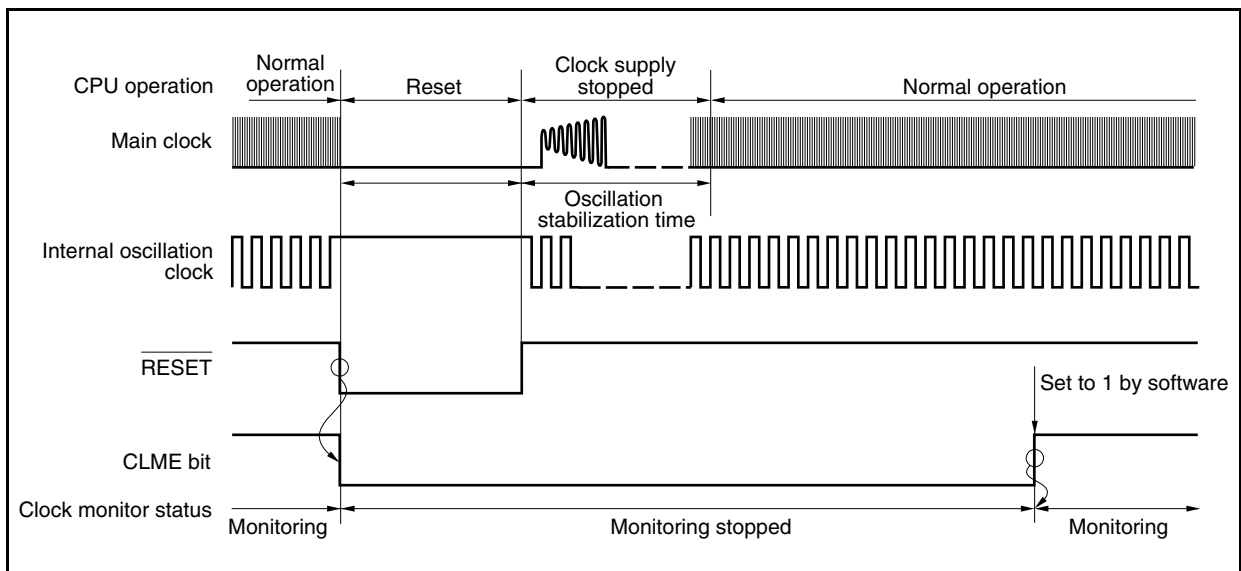 Normal
operation
Clock supply
stopped
CPU operation
Reset
Normal operation
Main clock
Oscillation
stabilization time
Internal oscillation
clock
RESET
Set to 1 by software
CLME bit
Clock monitor status
Monitoring
Monitoring stopped
Monitoring